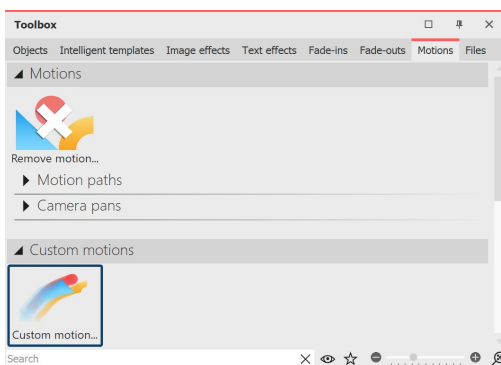 Toolbox
Objects Intelligent templates Image effects Text effects Fade-ins Fade-outs Motions Files
Motions
Remove motion...
Motion paths
Camera pans
Custom motions
Custom motion...
Search